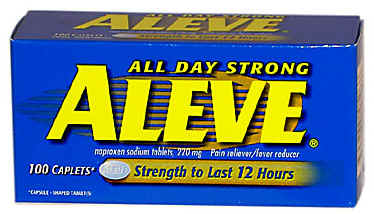 ALL DAY STRONG
ALEVE®
naproxen sodium tablets, 220 mg Pain reliever/fever reducer
100 CAPLETS* ALEVE Strength to Last 12 Hours
*CAPSULE-SHAPED TABLETS